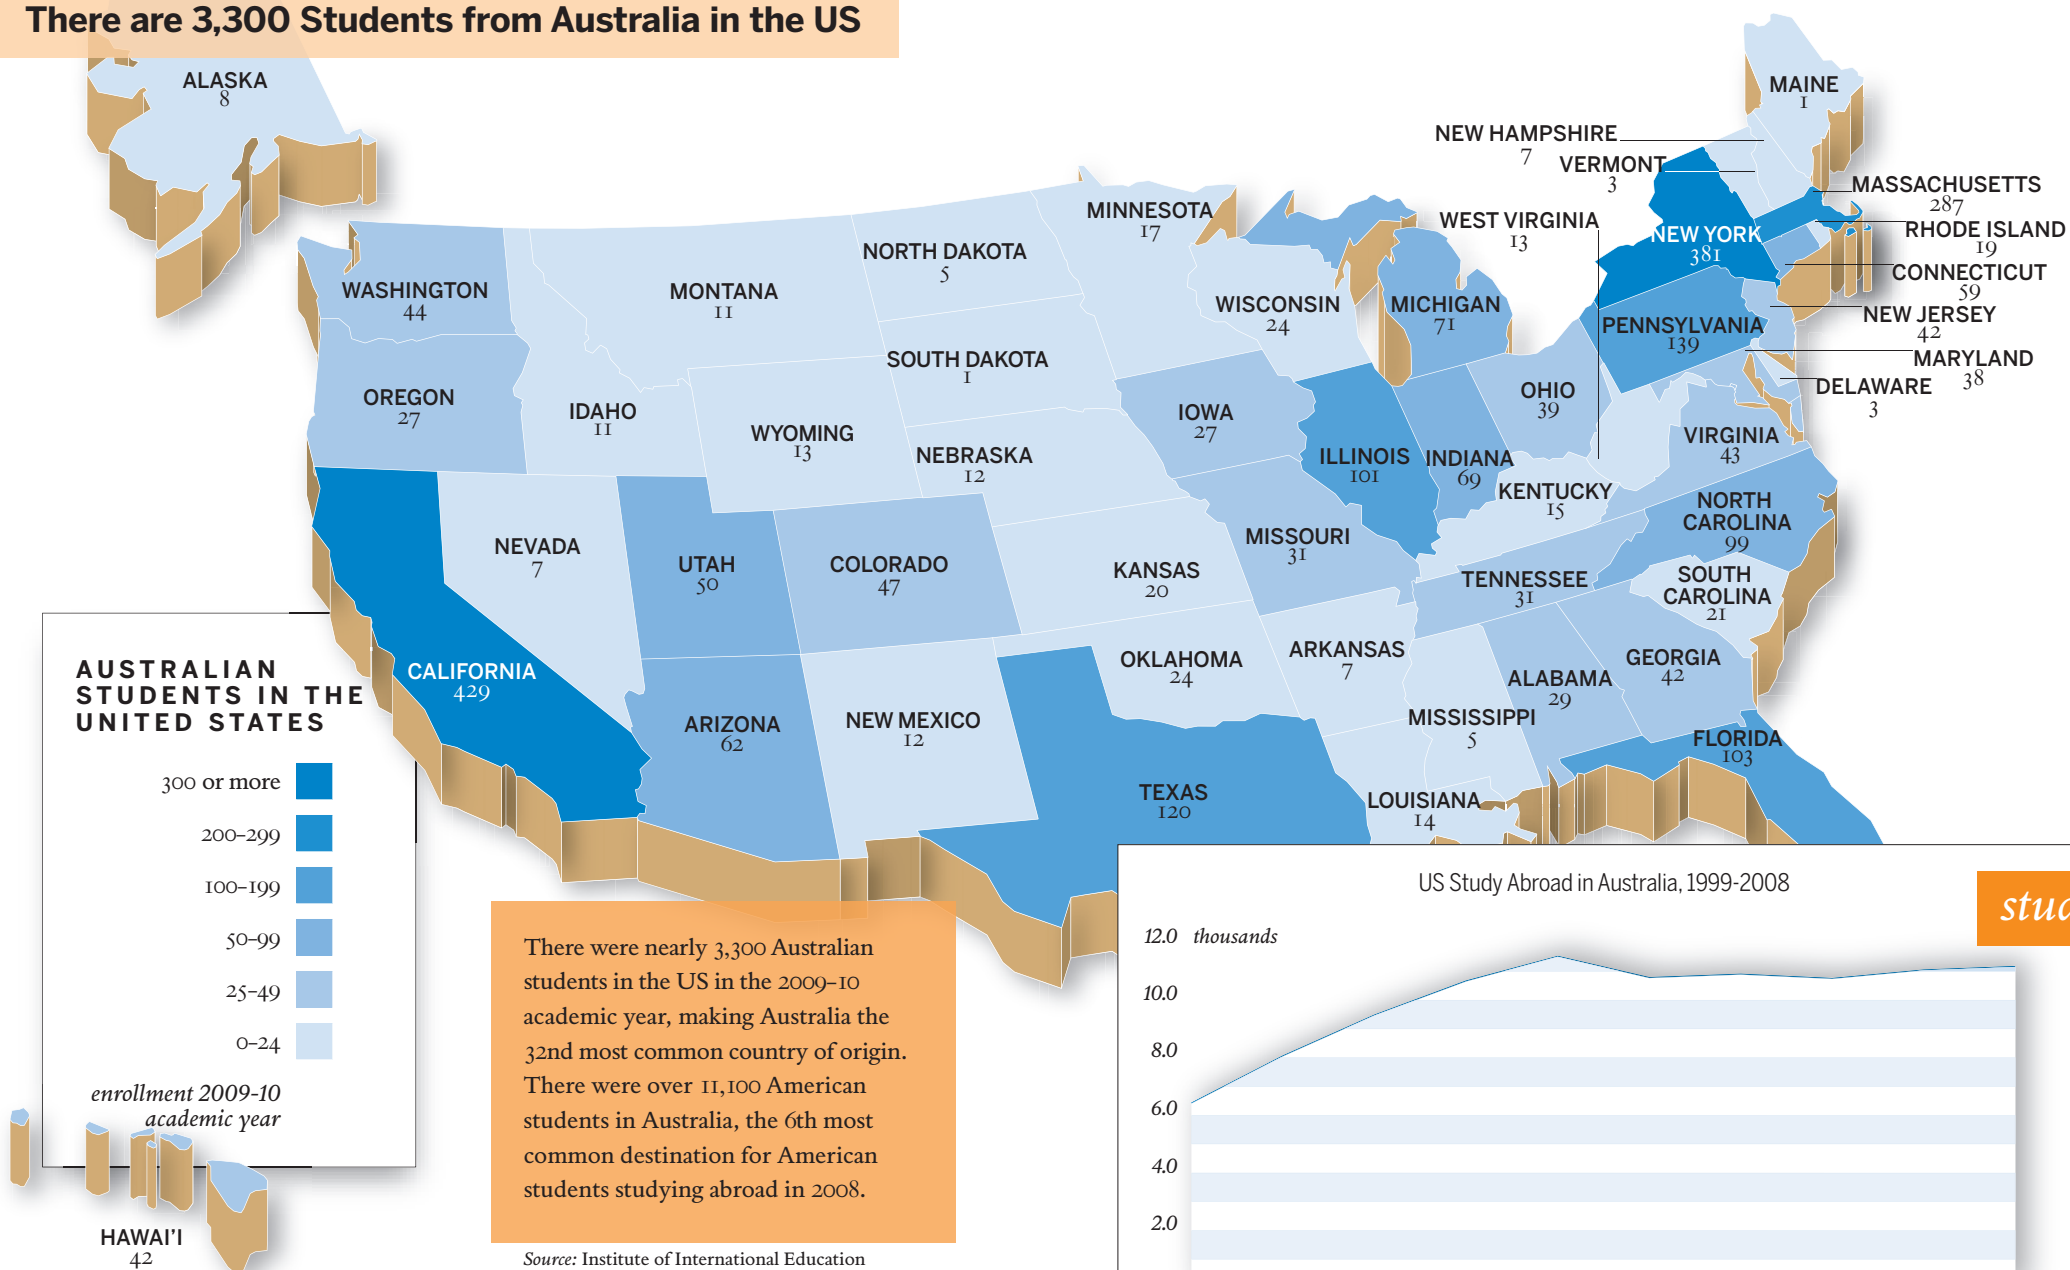 There are 3,300 Students from Australia in the US
ALASKA
8
MAINE
1
NEW HAMPSHIRE
7
VERMONT
3
MASSACHUSETTS
287
RHODE ISLAND
19
CONNECTICUT
59
NEW JERSEY
42
MARYLAND
38
DELAWARE
3
WEST VIRGINIA
13
NEW YORK
381
PENNSYLVANIA
139
WASHINGTON
44
MONTANA
11
NORTH DAKOTA
5
MINNESOTA
17
WISCONSIN
24
MICHIGAN
71
OREGON
27
IDAHO
11
WYOMING
13
SOUTH DAKOTA
1
NEBRASKA
12
IOWA
27
ILLINOIS
101
INDIANA
69
OHIO
39
KENTUCKY
15
VIRGINIA
43
NORTH
CAROLINA
99
SOUTH
CAROLINA
21
NEVADA
7
UTAH
50
COLORADO
47
KANSAS
20
MISSOURI
31
TENNESSEE
31
CALIFORNIA
429
ARIZONA
62
NEW MEXICO
12
OKLAHOMA
24
ARKANSAS
7
MISSISSIPPI
5
ALABAMA
29
GEORGIA
42
FLORIDA
103
TEXAS
120
LOUISIANA
14
AUSTRALIAN
STUDENTS IN THE
UNITED STATES
300 or more
200–299
100–199
50–99
25–49
0–24
enrollment 2009-10
academic year
HAWAI'I
42
There were nearly 3,300 Australian
students in the US in the 2009–10
academic year, making Australia the
32nd most common country of origin.
There were over 11,100 American
students in Australia, the 6th most
common destination for American
students studying abroad in 2008.
Source: Institute of International Education
US Study Abroad in Australia, 1999-2008
12.0 thousands
10.0
8.0
6.0
4.0
2.0